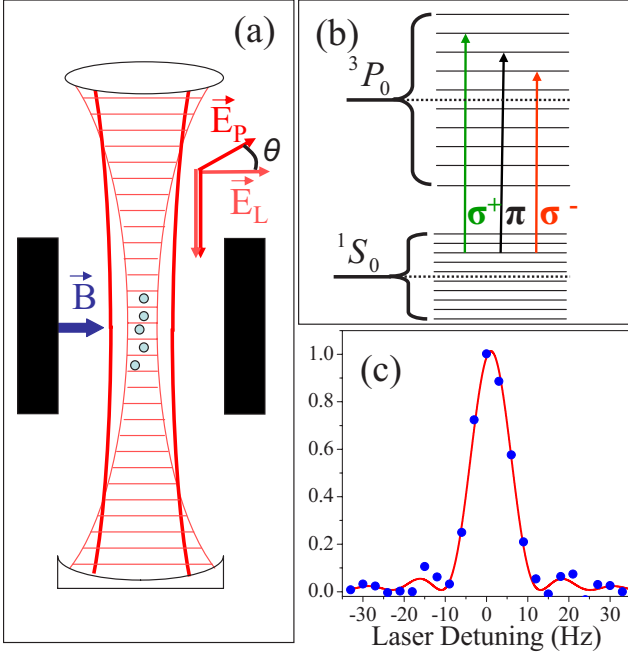 (a)
E_P
θ
E_L
B
(b)
³P₀
σ⁺
π
σ⁻
¹S₀
(c)
1.0
0.8
0.6
0.4
0.2
0.0
-30 -20 -10 0 10 20 30
Laser Detuning (Hz)